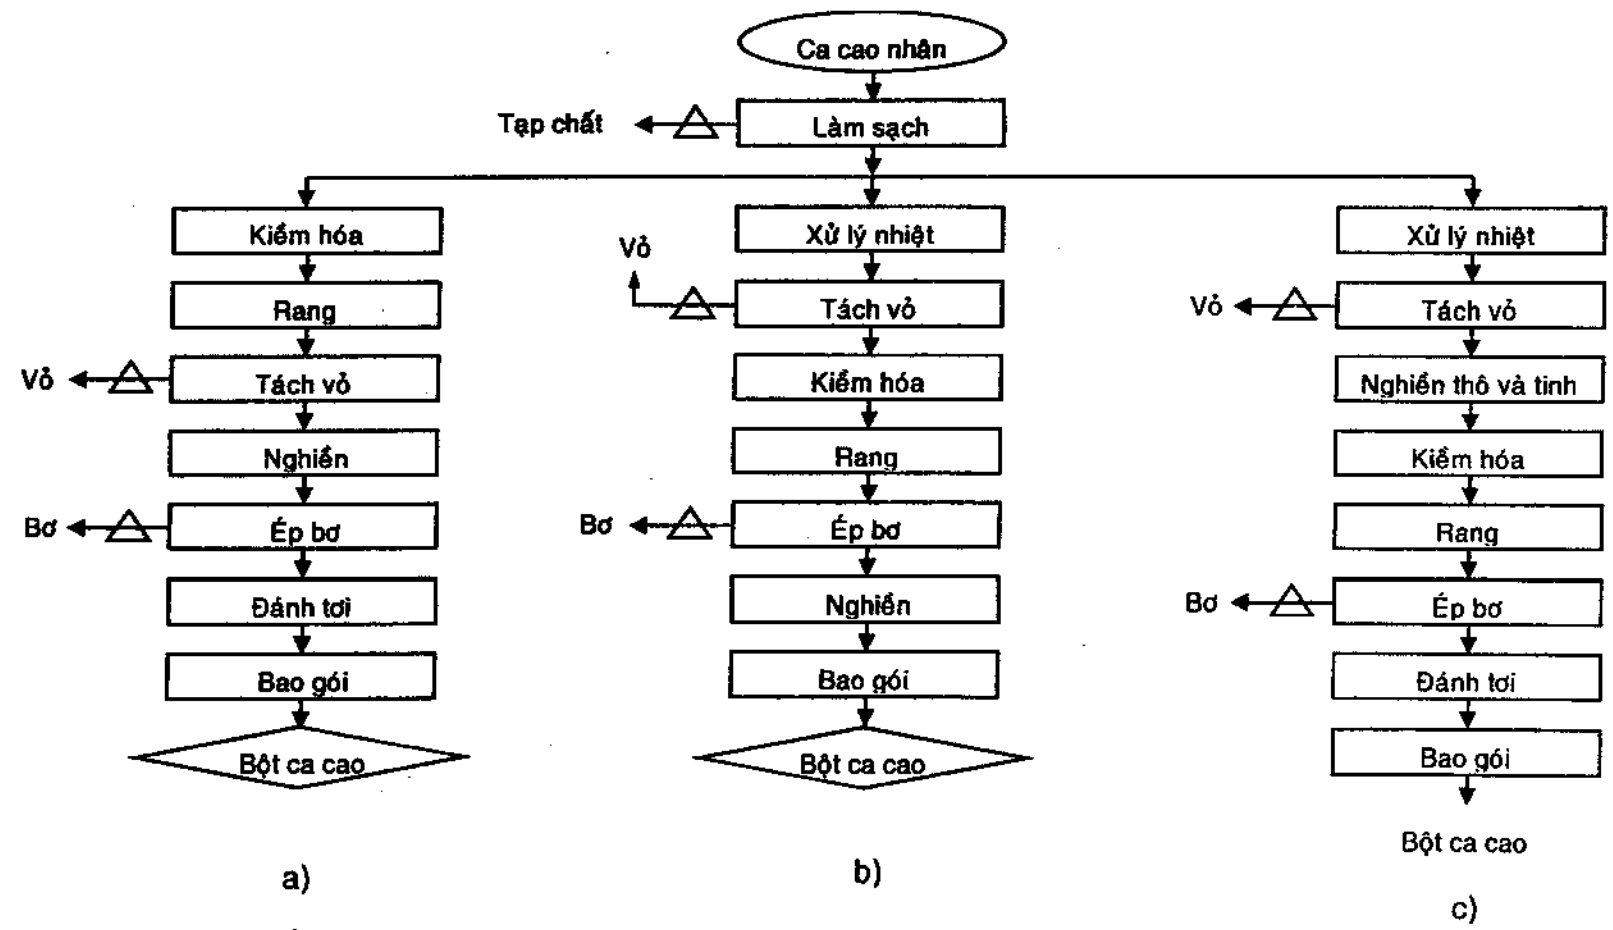 Ca cao nhân
Tạp chất
Làm sạch
Kiềm hóa
Rang
Vỏ
Tách vỏ
Nghiền
Bơ
Ép bơ
Đánh tơi
Bao gói
Bột ca cao
a)
Xử lý nhiệt
Vỏ
Tách vỏ
Kiềm hóa
Rang
Bơ
Ép bơ
Nghiền
Bao gói
Bột ca cao
b)
Xử lý nhiệt
Vỏ
Tách vỏ
Nghiền thô và tinh
Kiềm hóa
Rang
Bơ
Ép bơ
Đánh tơi
Bao gói
Bột ca cao
c)